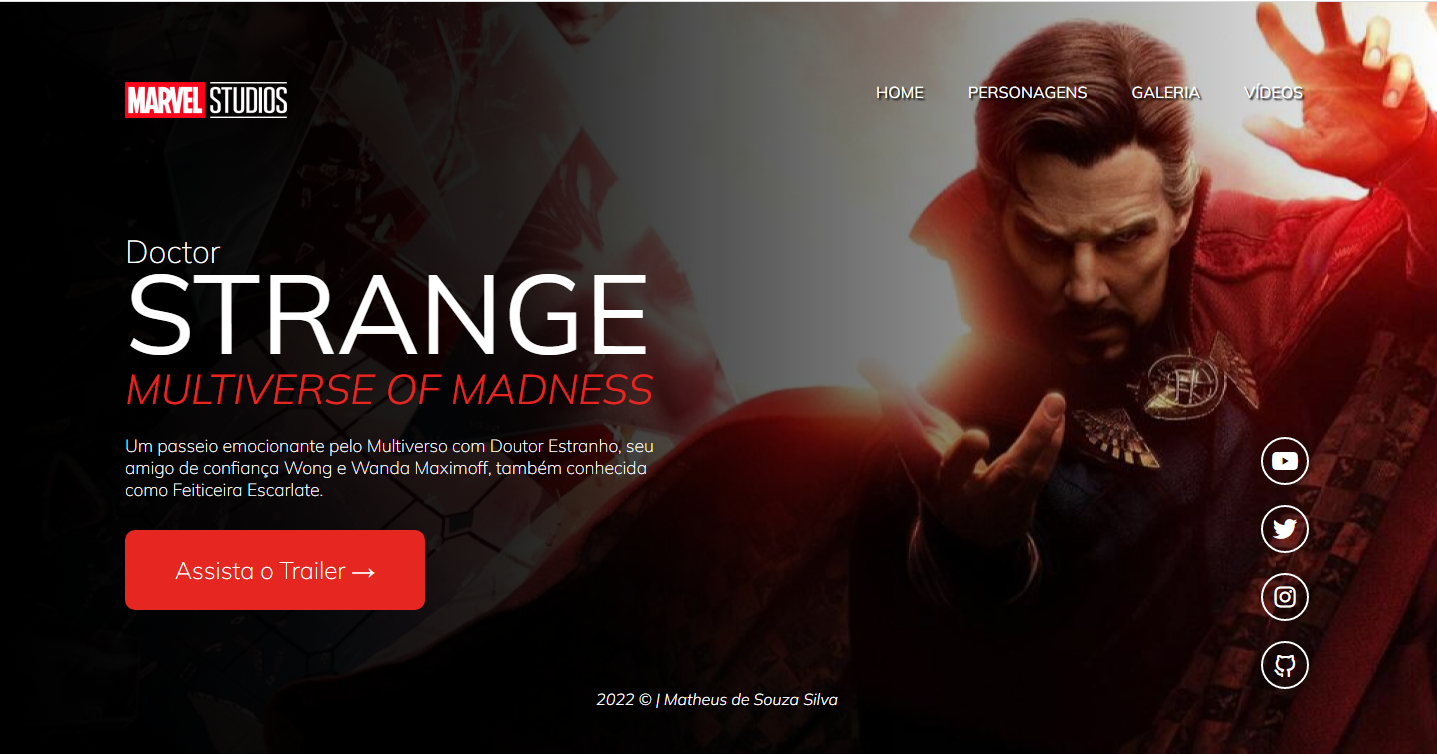 MARVEL STUDIOS
HOME PERSONAGENS GALERIA VÍDEOS
Doctor
STRANGE
MULTIVERSE OF MADNESS
Um passeio emocionante pelo Multiverso com Doutor Estranho, seu
amigo de confiança Wong e Wanda Maximoff, também conhecida
como Feiticeira Escarlate.
Assista o Trailer →
2022 © | Matheus de Souza Silva